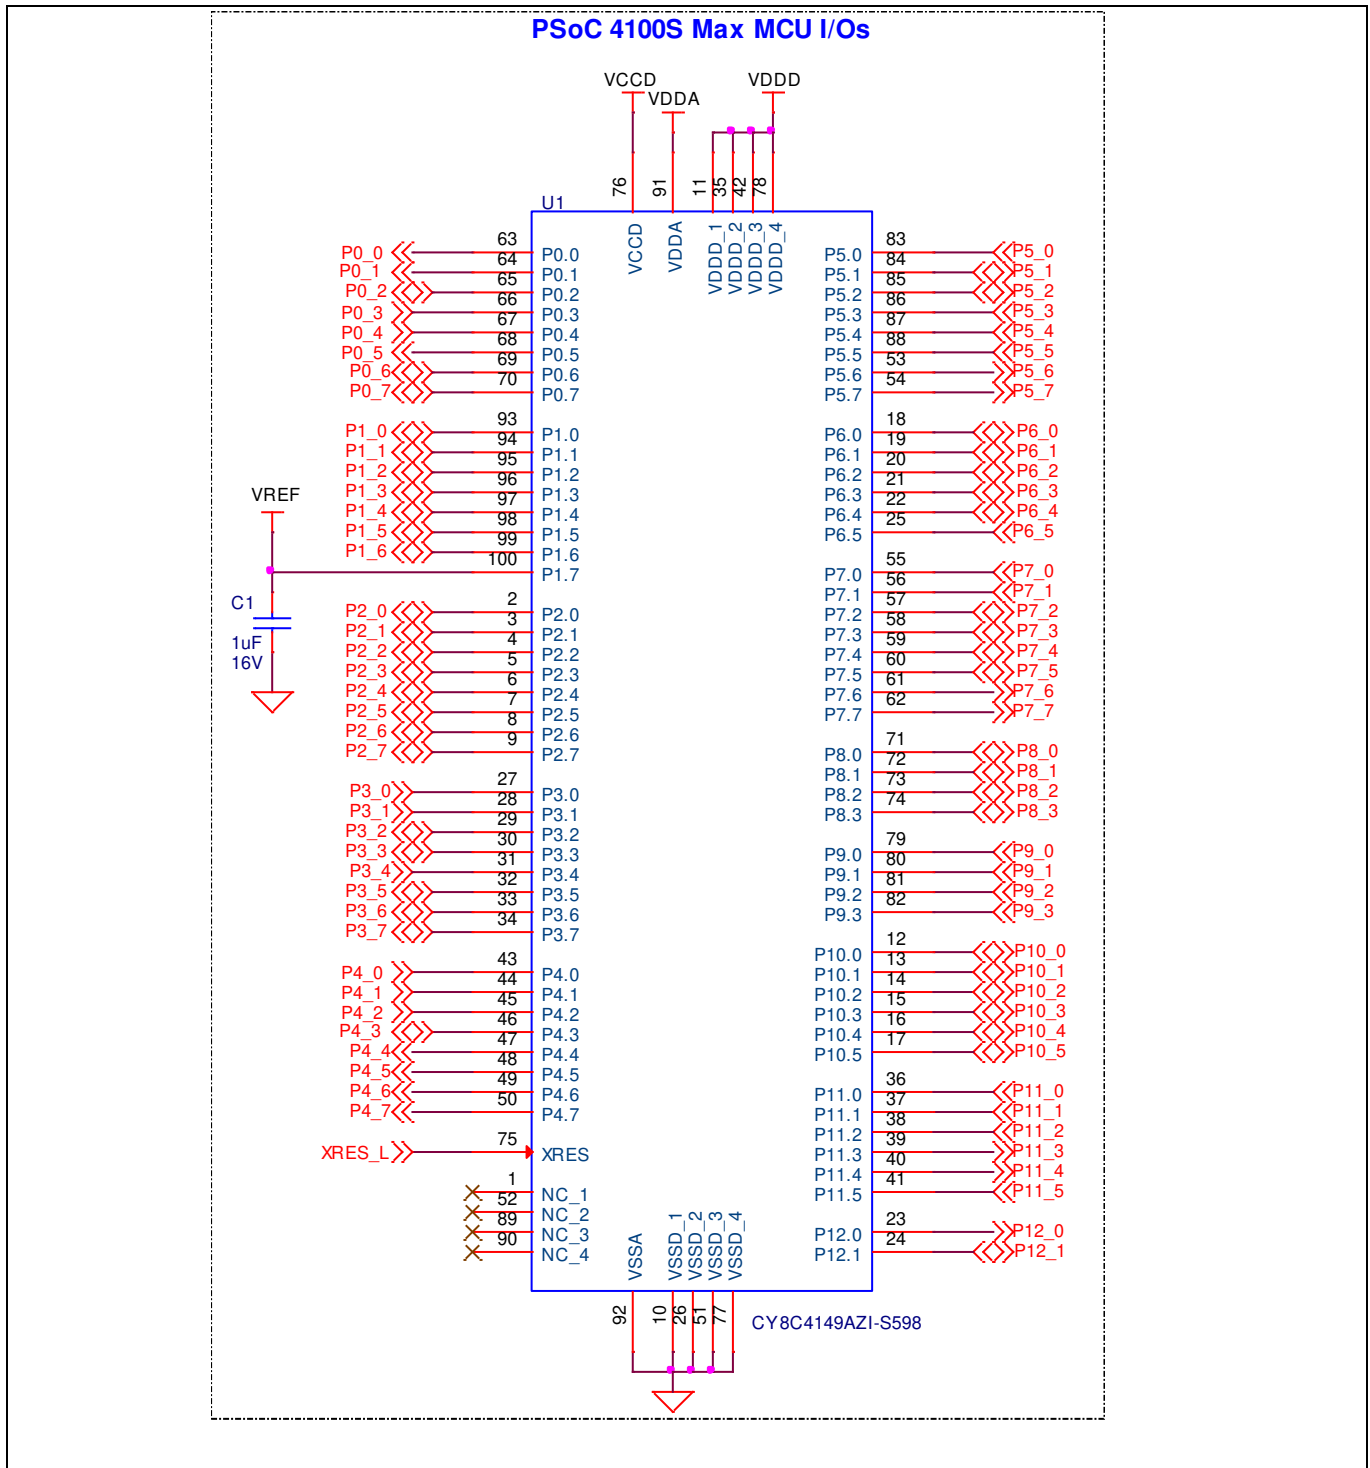 PSoC 4100S Max MCU I/Os
VCCD
VDDA
VDDD
76
91
11
35
42
78
U1
VCCD
VDDA
VDDD_1
VDDD_2
VDDD_3
VDDD_4
P0_0 63 P0.0
P0_1 64 P0.1
P0_2 65 P0.2
P0_3 66 P0.3
P0_4 67 P0.4
P0_5 68 P0.5
P0_6 69 P0.6
P0_7 70 P0.7
P1_0 93 P1.0
P1_1 94 P1.1
P1_2 95 P1.2
P1_3 96 P1.3
P1_4 97 P1.4
P1_5 98 P1.5
P1_6 99 P1.6
100 P1.7
VREF
C1
1uF
16V
P2_0 2 P2.0
P2_1 3 P2.1
P2_2 4 P2.2
P2_3 5 P2.3
P2_4 6 P2.4
P2_5 7 P2.5
P2_6 8 P2.6
P2_7 9 P2.7
P3_0 27 P3.0
P3_1 28 P3.1
P3_2 29 P3.2
P3_3 30 P3.3
P3_4 31 P3.4
P3_5 32 P3.5
P3_6 33 P3.6
P3_7 34 P3.7
P4_0 43 P4.0
P4_1 44 P4.1
P4_2 45 P4.2
P4_3 46 P4.3
P4_4 47 P4.4
P4_5 48 P4.5
P4_6 49 P4.6
P4_7 50 P4.7
XRES_L 75 XRES
1 NC_1
52 NC_2
89 NC_3
90 NC_4
P5.0 83 P5_0
P5.1 84 P5_1
P5.2 85 P5_2
P5.3 86 P5_3
P5.4 87 P5_4
P5.5 88 P5_5
P5.6 53 P5_6
P5.7 54 P5_7
P6.0 18 P6_0
P6.1 19 P6_1
P6.2 20 P6_2
P6.3 21 P6_3
P6.4 22 P6_4
P6.5 25 P6_5
P7.0 55 P7_0
P7.1 56 P7_1
P7.2 57 P7_2
P7.3 58 P7_3
P7.4 59 P7_4
P7.5 60 P7_5
P7.6 61 P7_6
P7.7 62 P7_7
P8.0 71 P8_0
P8.1 72 P8_1
P8.2 73 P8_2
P8.3 74 P8_3
P9.0 79 P9_0
P9.1 80 P9_1
P9.2 81 P9_2
P9.3 82 P9_3
P10.0 12 P10_0
P10.1 13 P10_1
P10.2 14 P10_2
P10.3 15 P10_3
P10.4 16 P10_4
P10.5 17 P10_5
P11.0 36 P11_0
P11.1 37 P11_1
P11.2 38 P11_2
P11.3 39 P11_3
P11.4 40 P11_4
P11.5 41 P11_5
P12.0 23 P12_0
P12.1 24 P12_1
VSSA
VSSD_1
VSSD_2
VSSD_3
VSSD_4
92
10
26
51
77
CY8C4149AZI-S598